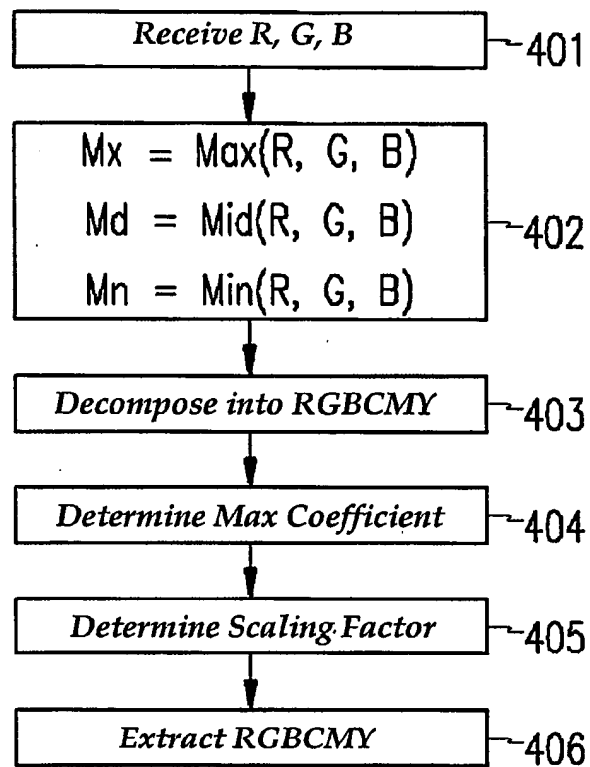 Receive R, G, B
401
Mx = Max(R, G, B)
Md = Mid(R, G, B)
Mn = Min(R, G, B)
402
Decompose into RGBCMY
403
Determine Max Coefficient
404
Determine Scaling Factor
405
Extract RGBCMY
406